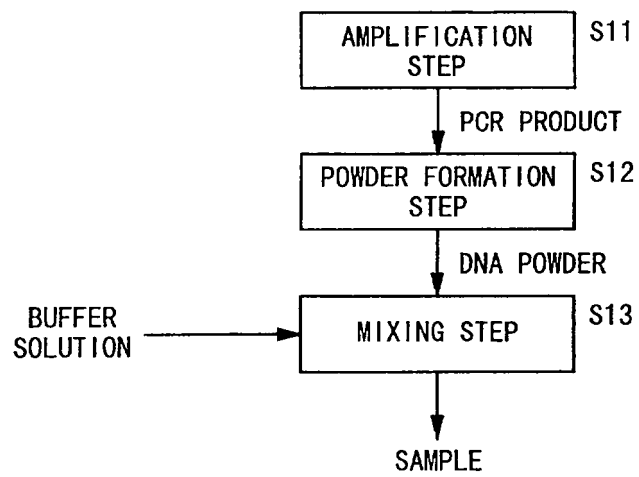 AMPLIFICATION
STEP
S11
PCR PRODUCT
POWDER FORMATION
STEP
S12
DNA POWDER
BUFFER
SOLUTION
MIXING STEP
S13
SAMPLE